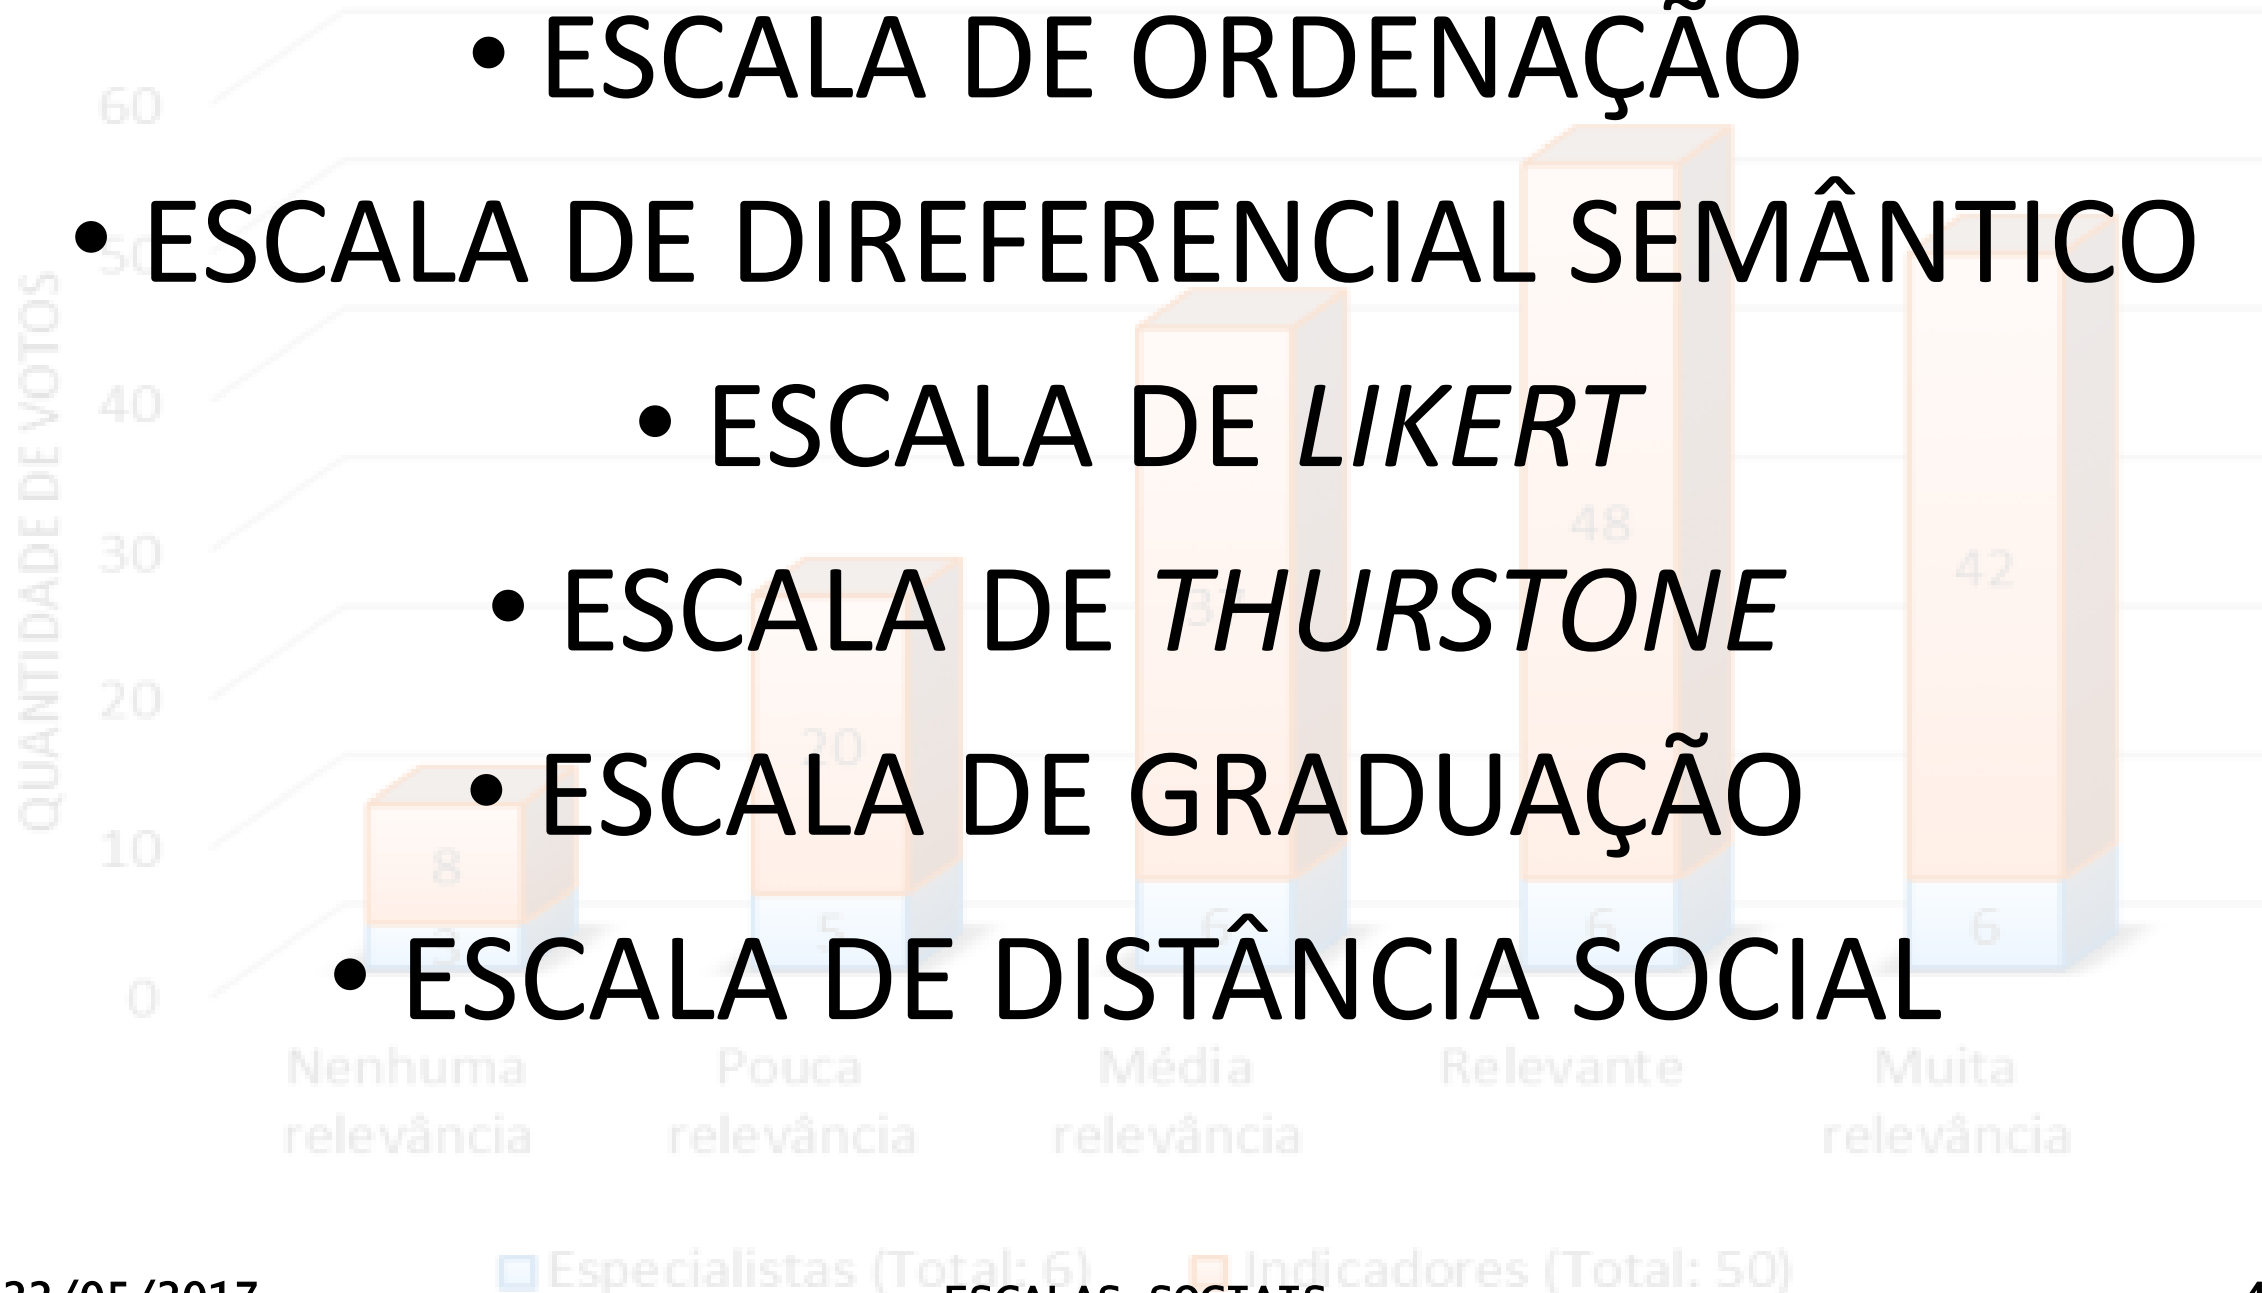 • ESCALA DE ORDENAÇÃO
60
• ESCALA DE DIREFERENCIAL SEMÂNTICO
50
QUANTIDADE DE VOTOS
• ESCALA DE LIKERT
40
48
30
42
• ESCALA DE THURSTONE
20
20
• ESCALA DE GRADUAÇÃO
10
8
5 6 6 6
• ESCALA DE DISTÂNCIA SOCIAL
0
Nenhuma relevância
Pouca relevância
Média relevância
Relevante
Muita relevância
Especialistas (Total: 6) Indicadores (Total: 50)
ESCALAS SOCIAIS